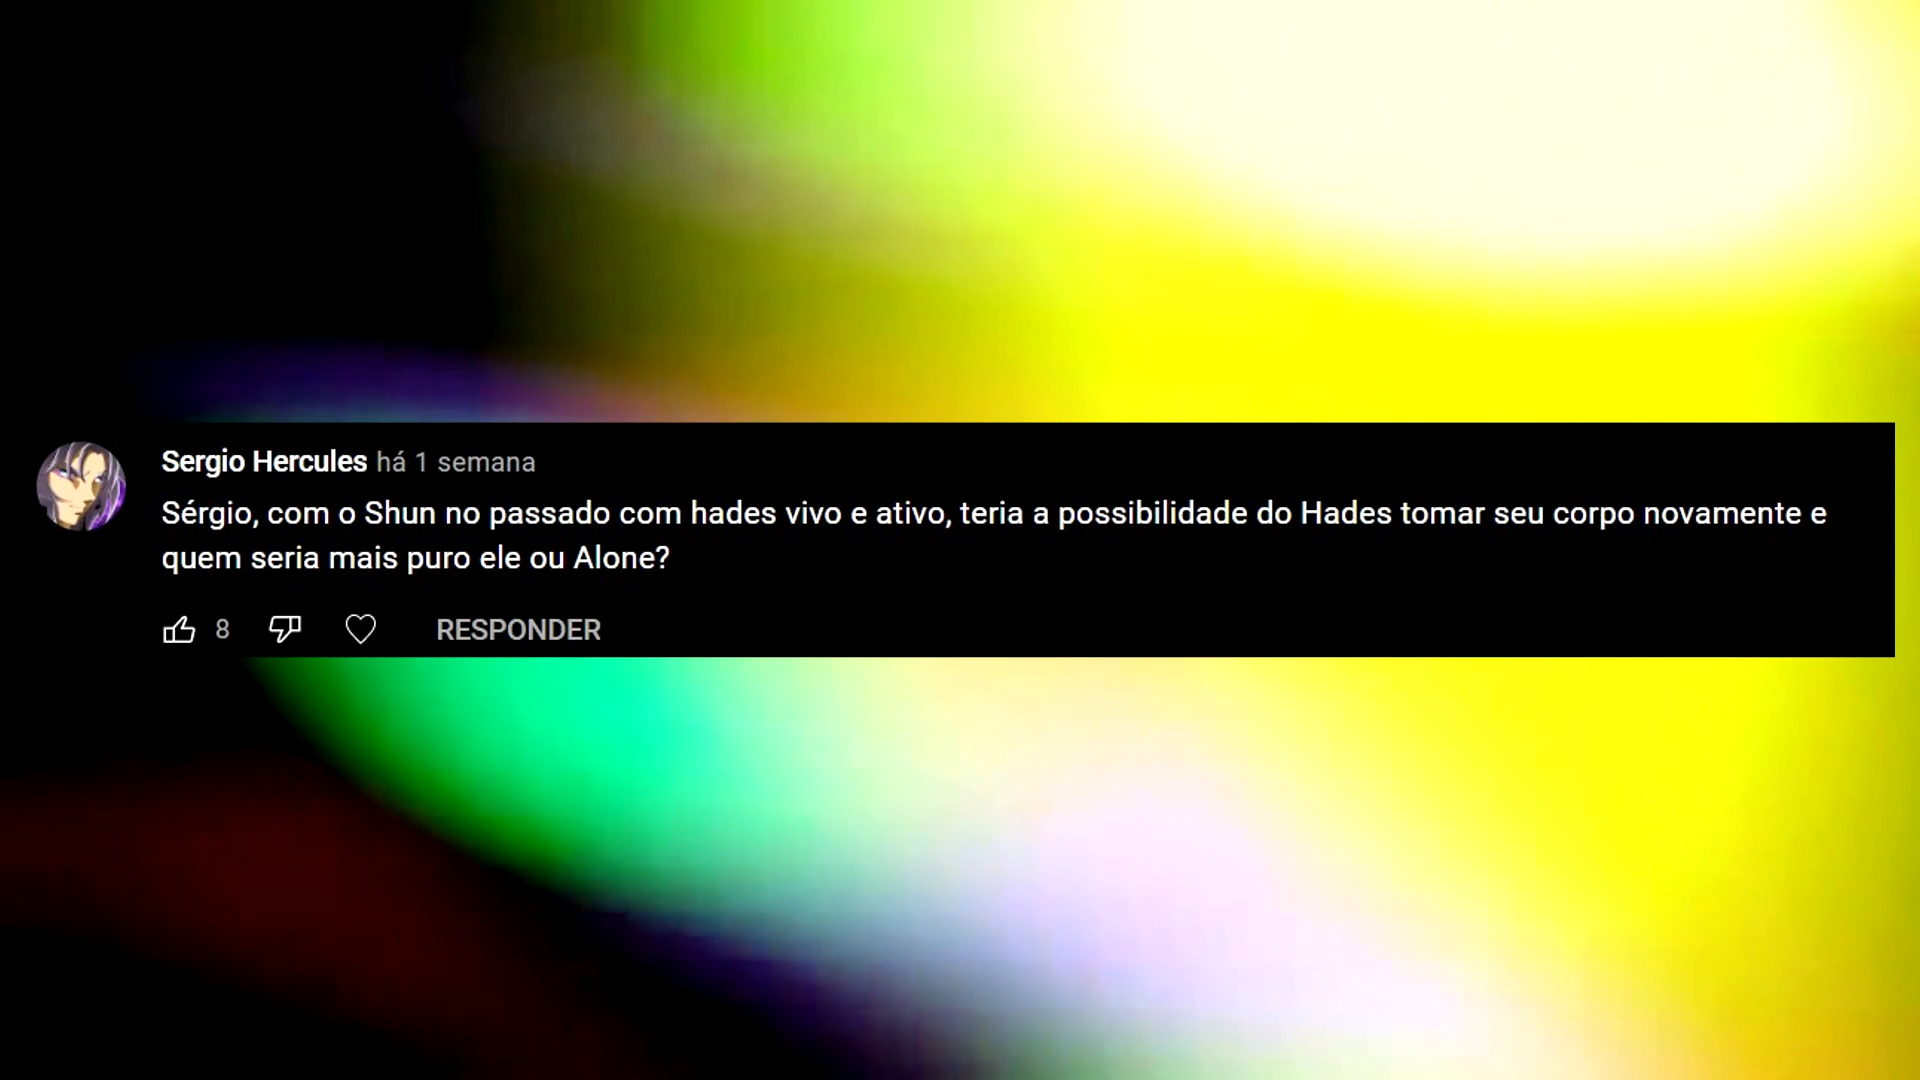 Sergio Hercules há 1 semana
Sérgio, com o Shun no passado com hades vivo e ativo, teria a possibilidade do Hades tomar seu corpo novamente e
quem seria mais puro ele ou Alone?
8 RESPONDER